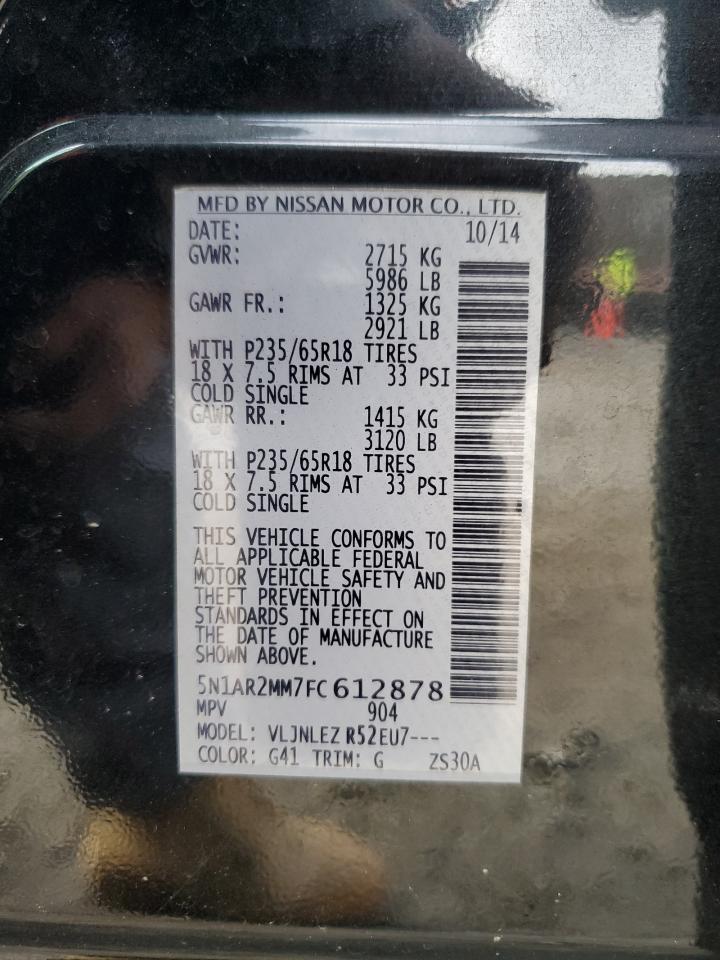 MFD BY NISSAN MOTOR CO., LTD.
DATE: 10/14
GVWR: 2715 KG
5986 LB
GAWR FR.: 1325 KG
2921 LB
WITH P235/65R18 TIRES
18 X 7.5 RIMS AT 33 PSI
COLD SINGLE
GAWR RR.: 1415 KG
3120 LB
WITH P235/65R18 TIRES
18 X 7.5 RIMS AT 33 PSI
COLD SINGLE
THIS VEHICLE CONFORMS TO
ALL APPLICABLE FEDERAL
MOTOR VEHICLE SAFETY AND
THEFT PREVENTION
STANDARDS IN EFFECT ON
THE DATE OF MANUFACTURE
SHOWN ABOVE.
5N1AR2MM7FC612878
MPV 904
MODEL: VLJNLEZ R52EU7---
COLOR: G41 TRIM: G ZS30A